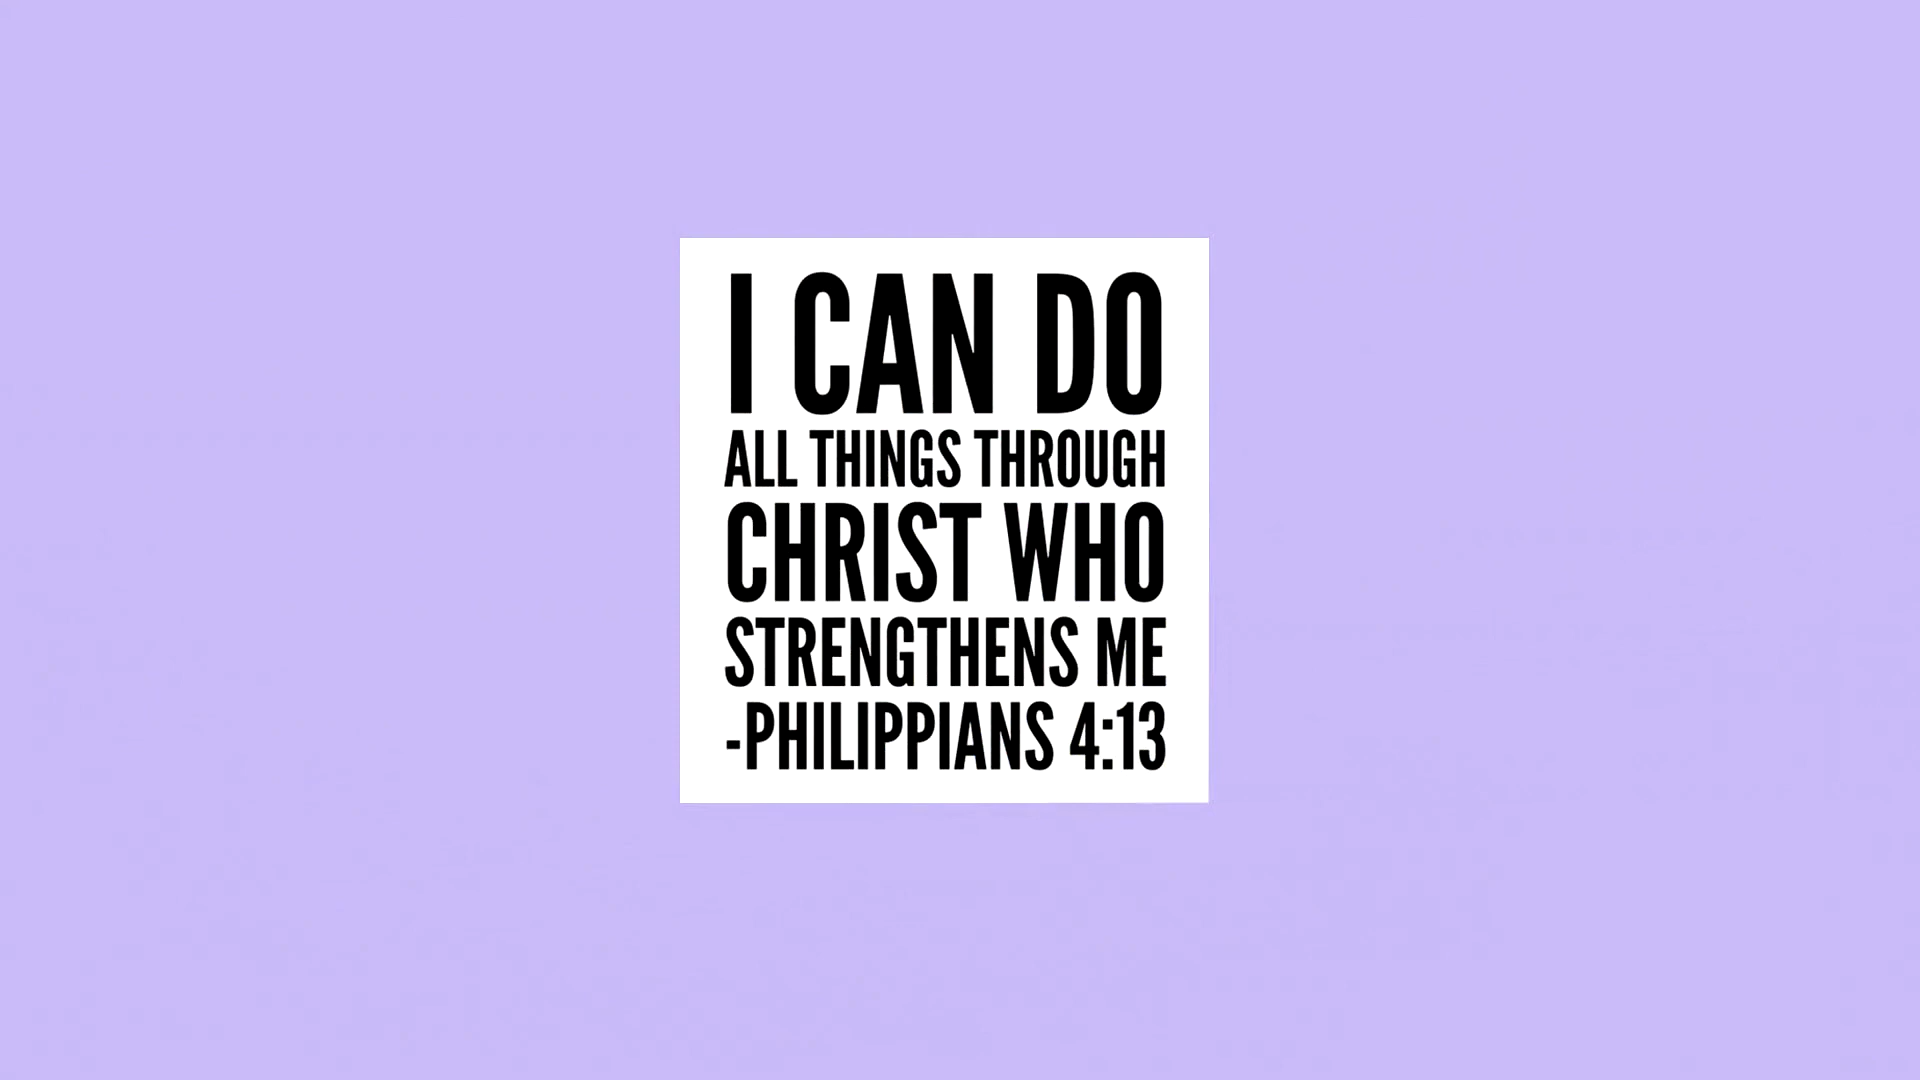 I CAN DO
ALL THINGS THROUGH
CHRIST WHO
STRENGTHENS ME
-PHILIPPIANS 4:13